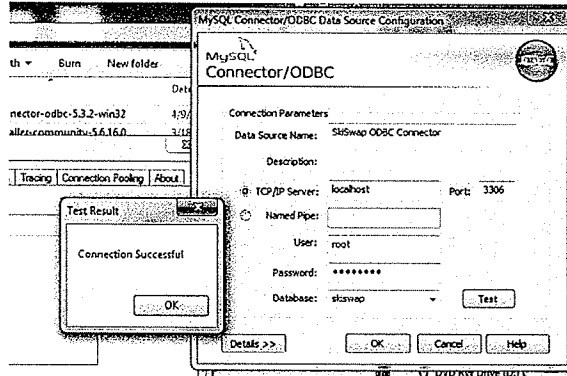 MySQL Connector/ODBC Data Source Configuration
Burn
New folder
nector-odbc-5.3.2-win32
aller-community-5.6.16.0
Tracing
Connection Pooling
About
Test Result
Connection Successful
OK
MySQL
Connector/ODBC
Connection Parameters
Data Source Name: SkiSwap ODBC Connector
Description:
TCP/IP Server: localhost Port: 3306
Named Pipe:
User: root
Password: ********
Database: skiswap Test
Details >> OK Cancel Help